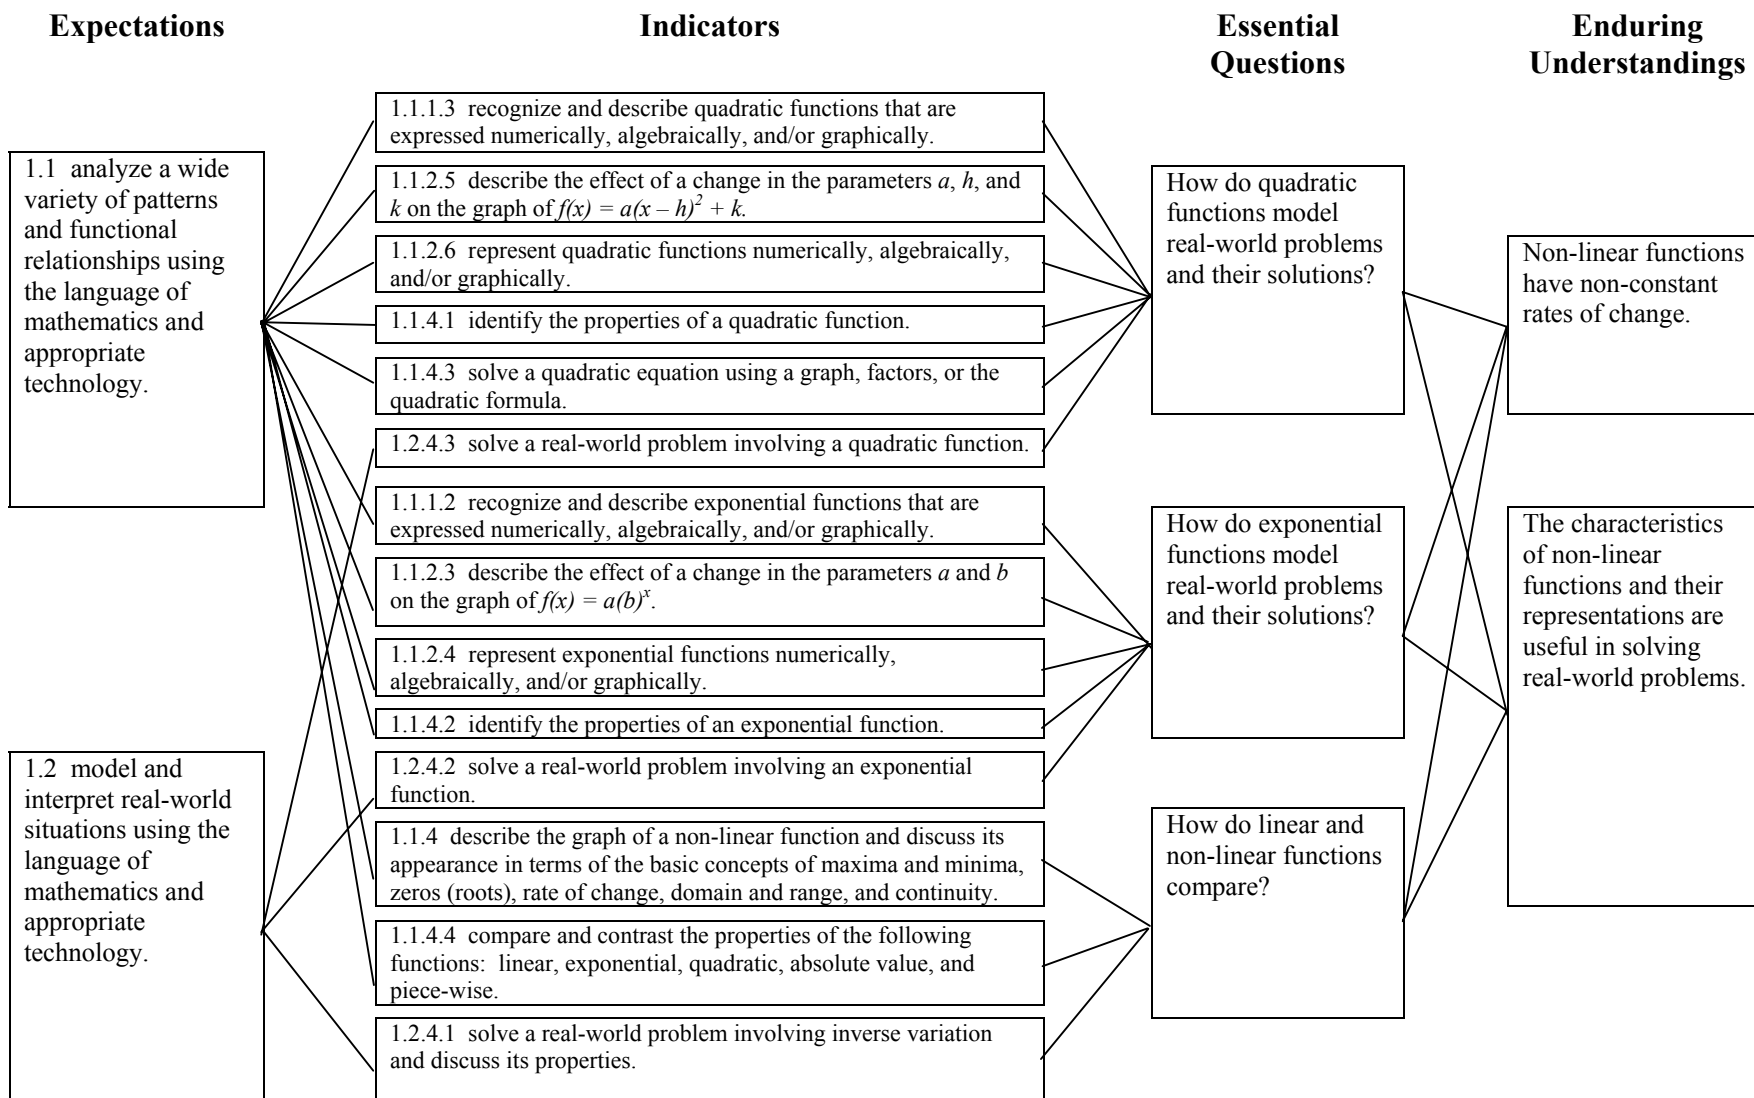 Expectations
Indicators
Essential
Questions
Enduring
Understandings
1.1 analyze a wide
variety of patterns
and functional
relationships using
the language of
mathematics and
appropriate
technology.
1.2 model and
interpret real-world
situations using the
language of
mathematics and
appropriate
technology.
1.1.1.3 recognize and describe quadratic functions that are
expressed numerically, algebraically, and/or graphically.
1.1.2.5 describe the effect of a change in the parameters a, h, and
k on the graph of f(x) = a(x – h)² + k.
1.1.2.6 represent quadratic functions numerically, algebraically,
and/or graphically.
1.1.4.1 identify the properties of a quadratic function.
1.1.4.3 solve a quadratic equation using a graph, factors, or the
quadratic formula.
1.2.4.3 solve a real-world problem involving a quadratic function.
1.1.1.2 recognize and describe exponential functions that are
expressed numerically, algebraically, and/or graphically.
1.1.2.3 describe the effect of a change in the parameters a and b
on the graph of f(x) = a(b)ˣ.
1.1.2.4 represent exponential functions numerically,
algebraically, and/or graphically.
1.1.4.2 identify the properties of an exponential function.
1.2.4.2 solve a real-world problem involving an exponential
function.
1.1.4 describe the graph of a non-linear function and discuss its
appearance in terms of the basic concepts of maxima and minima,
zeros (roots), rate of change, domain and range, and continuity.
1.1.4.4 compare and contrast the properties of the following
functions: linear, exponential, quadratic, absolute value, and
piece-wise.
1.2.4.1 solve a real-world problem involving inverse variation
and discuss its properties.
How do quadratic
functions model
real-world problems
and their solutions?
How do exponential
functions model
real-world problems
and their solutions?
How do linear and
non-linear functions
compare?
Non-linear functions
have non-constant
rates of change.
The characteristics
of non-linear
functions and their
representations are
useful in solving
real-world problems.